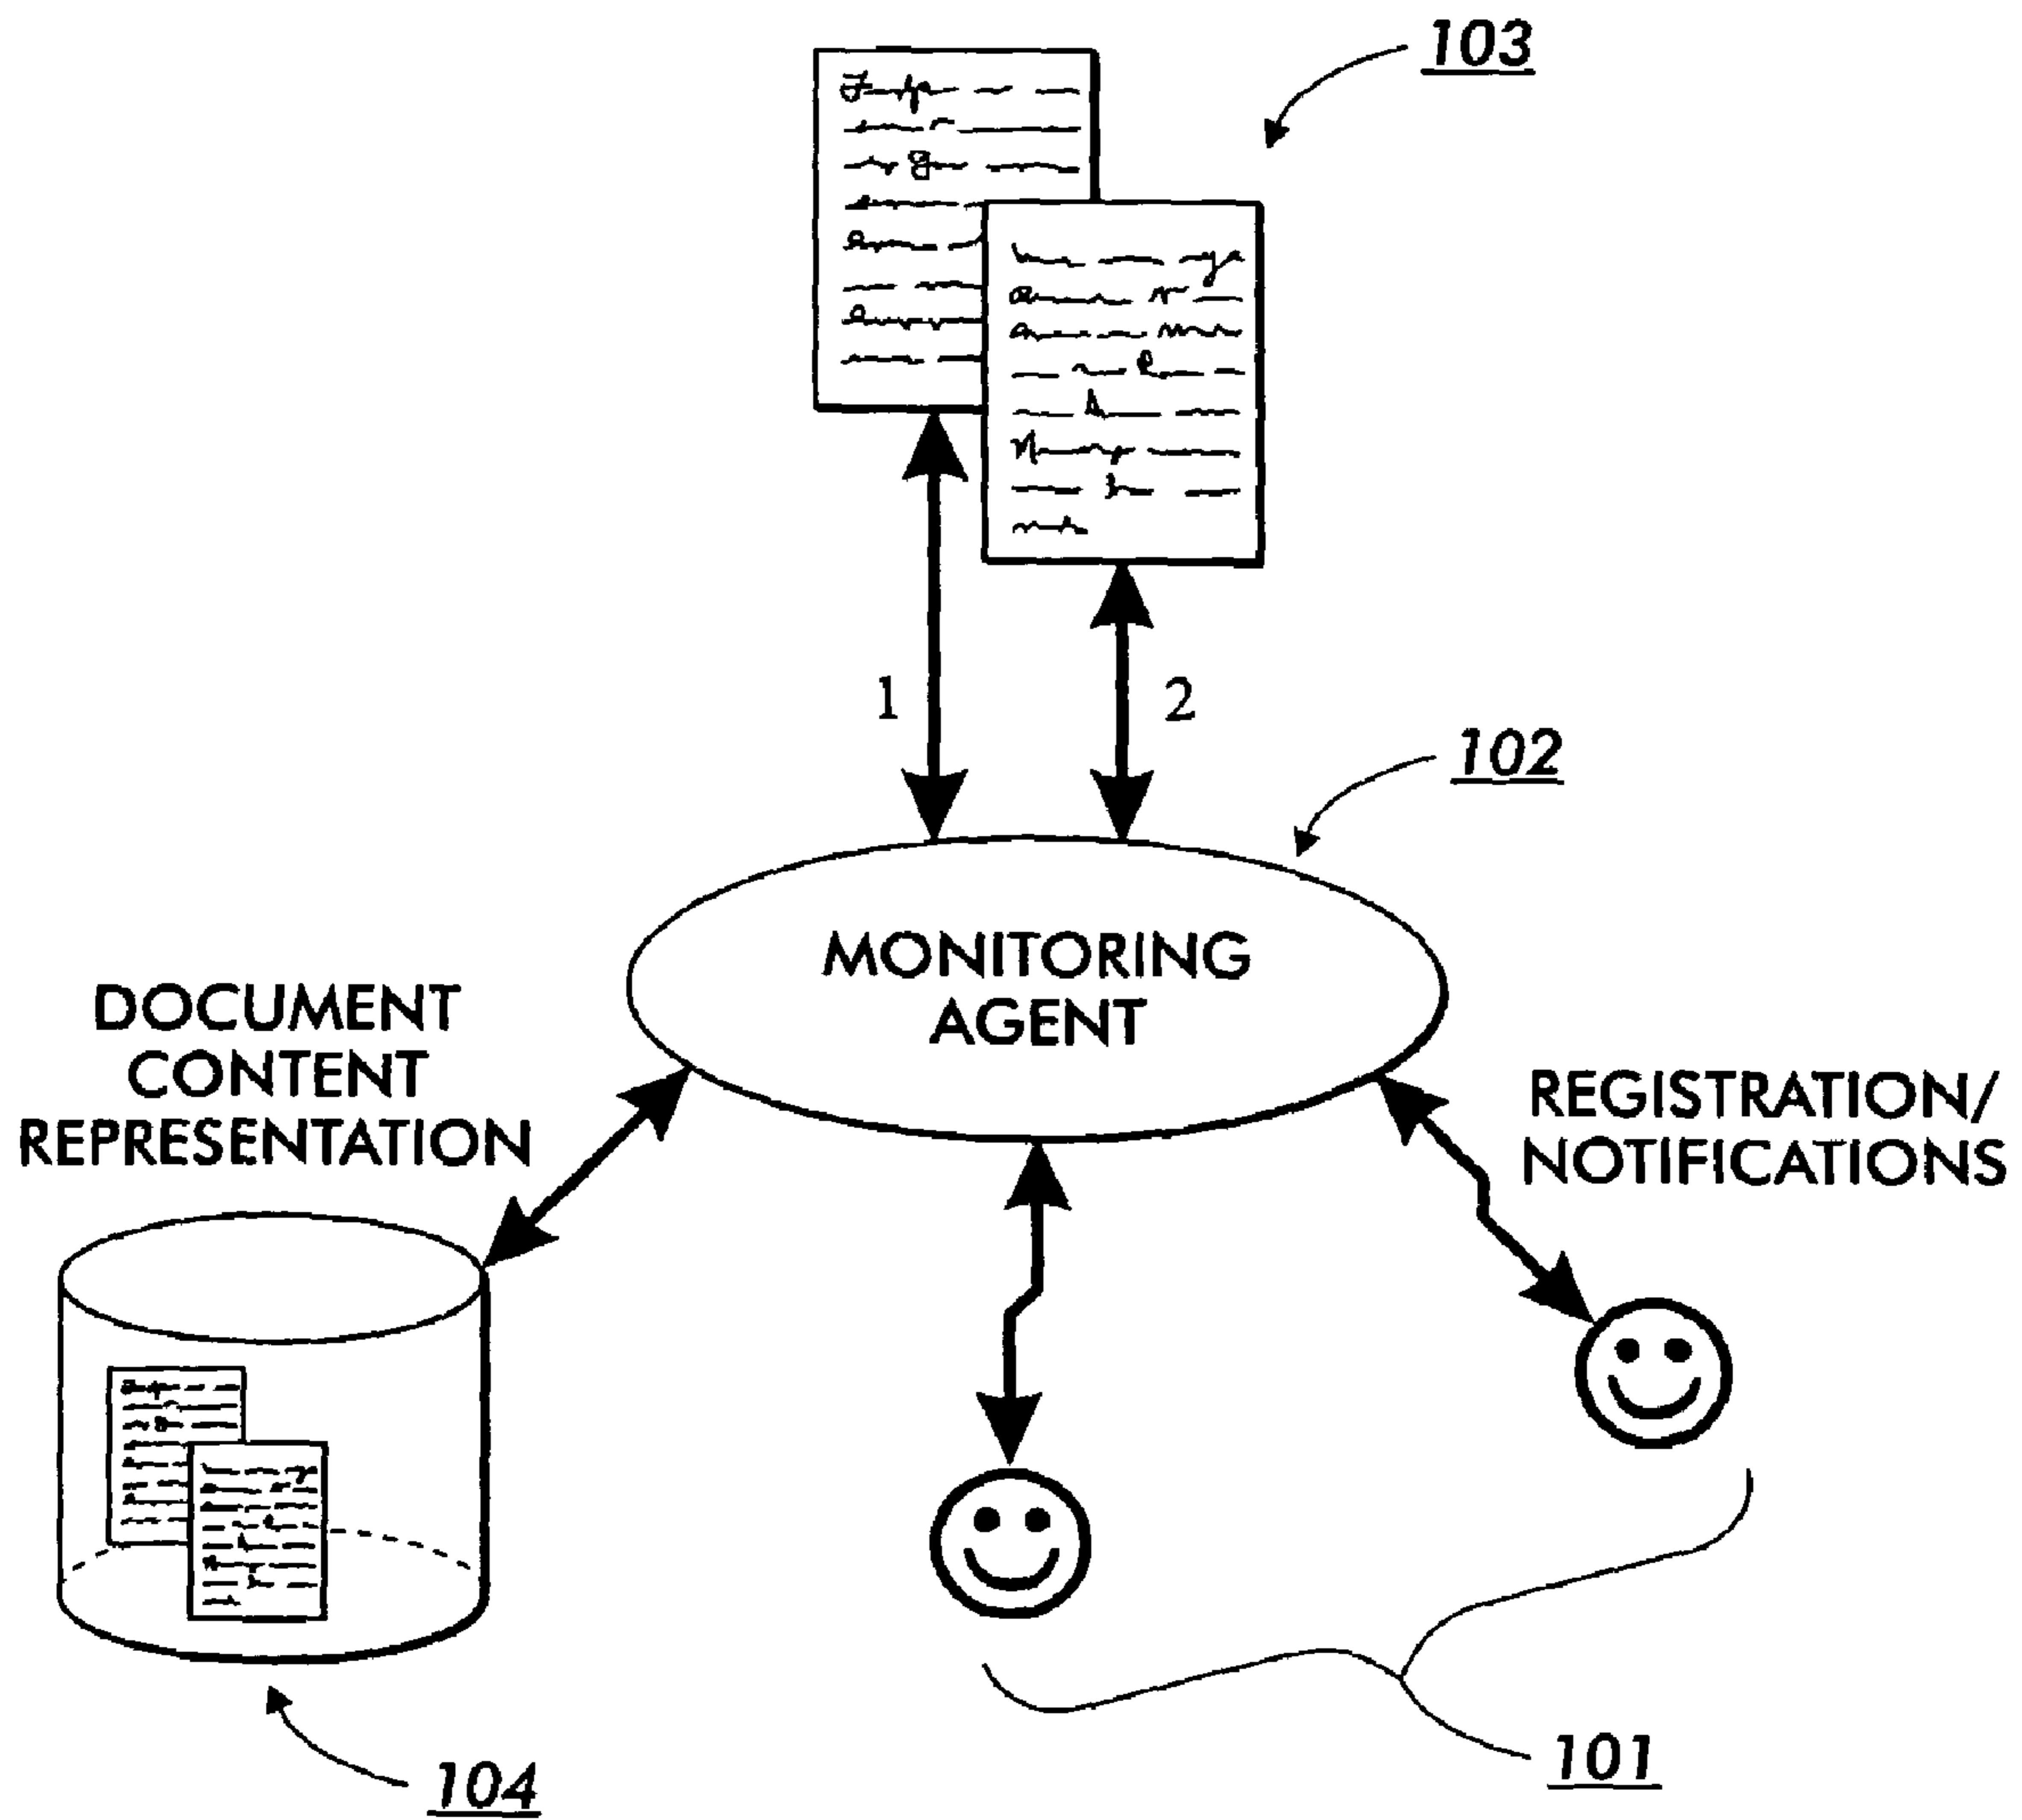 103
1
2
102
MONITORING
AGENT
DOCUMENT
CONTENT
REPRESENTATION
REGISTRATION/
NOTIFICATIONS
104
101